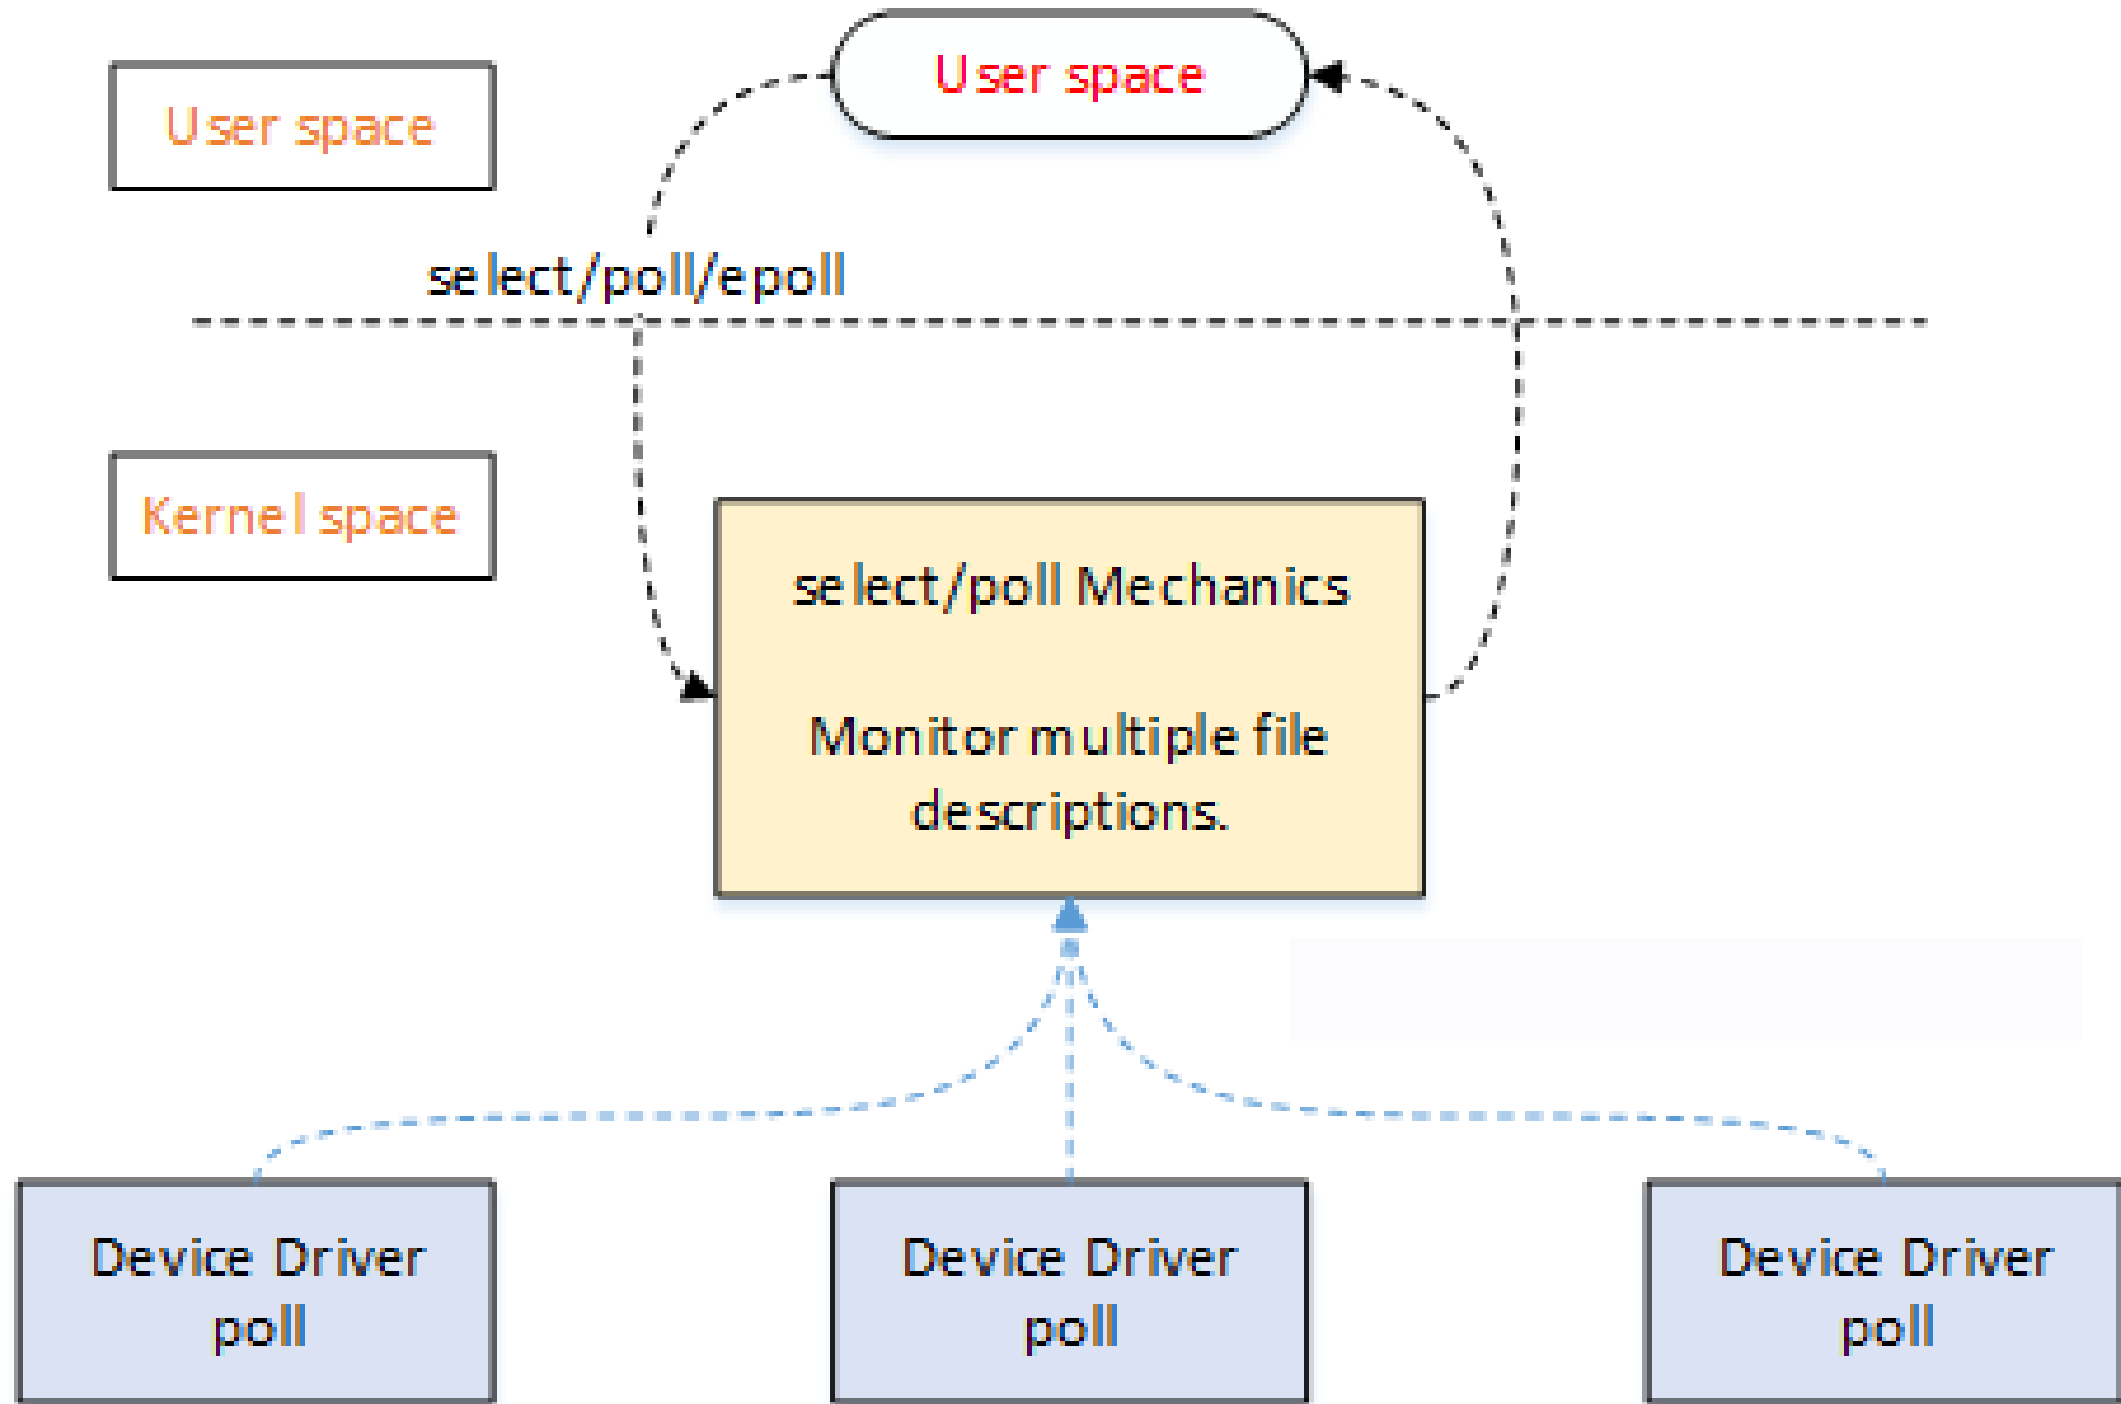 User space
User space
select/poll/epoll
Kernel space
select/poll Mechanics
Monitor multiple file
descriptions.
Device Driver
poll
Device Driver
poll
Device Driver
poll